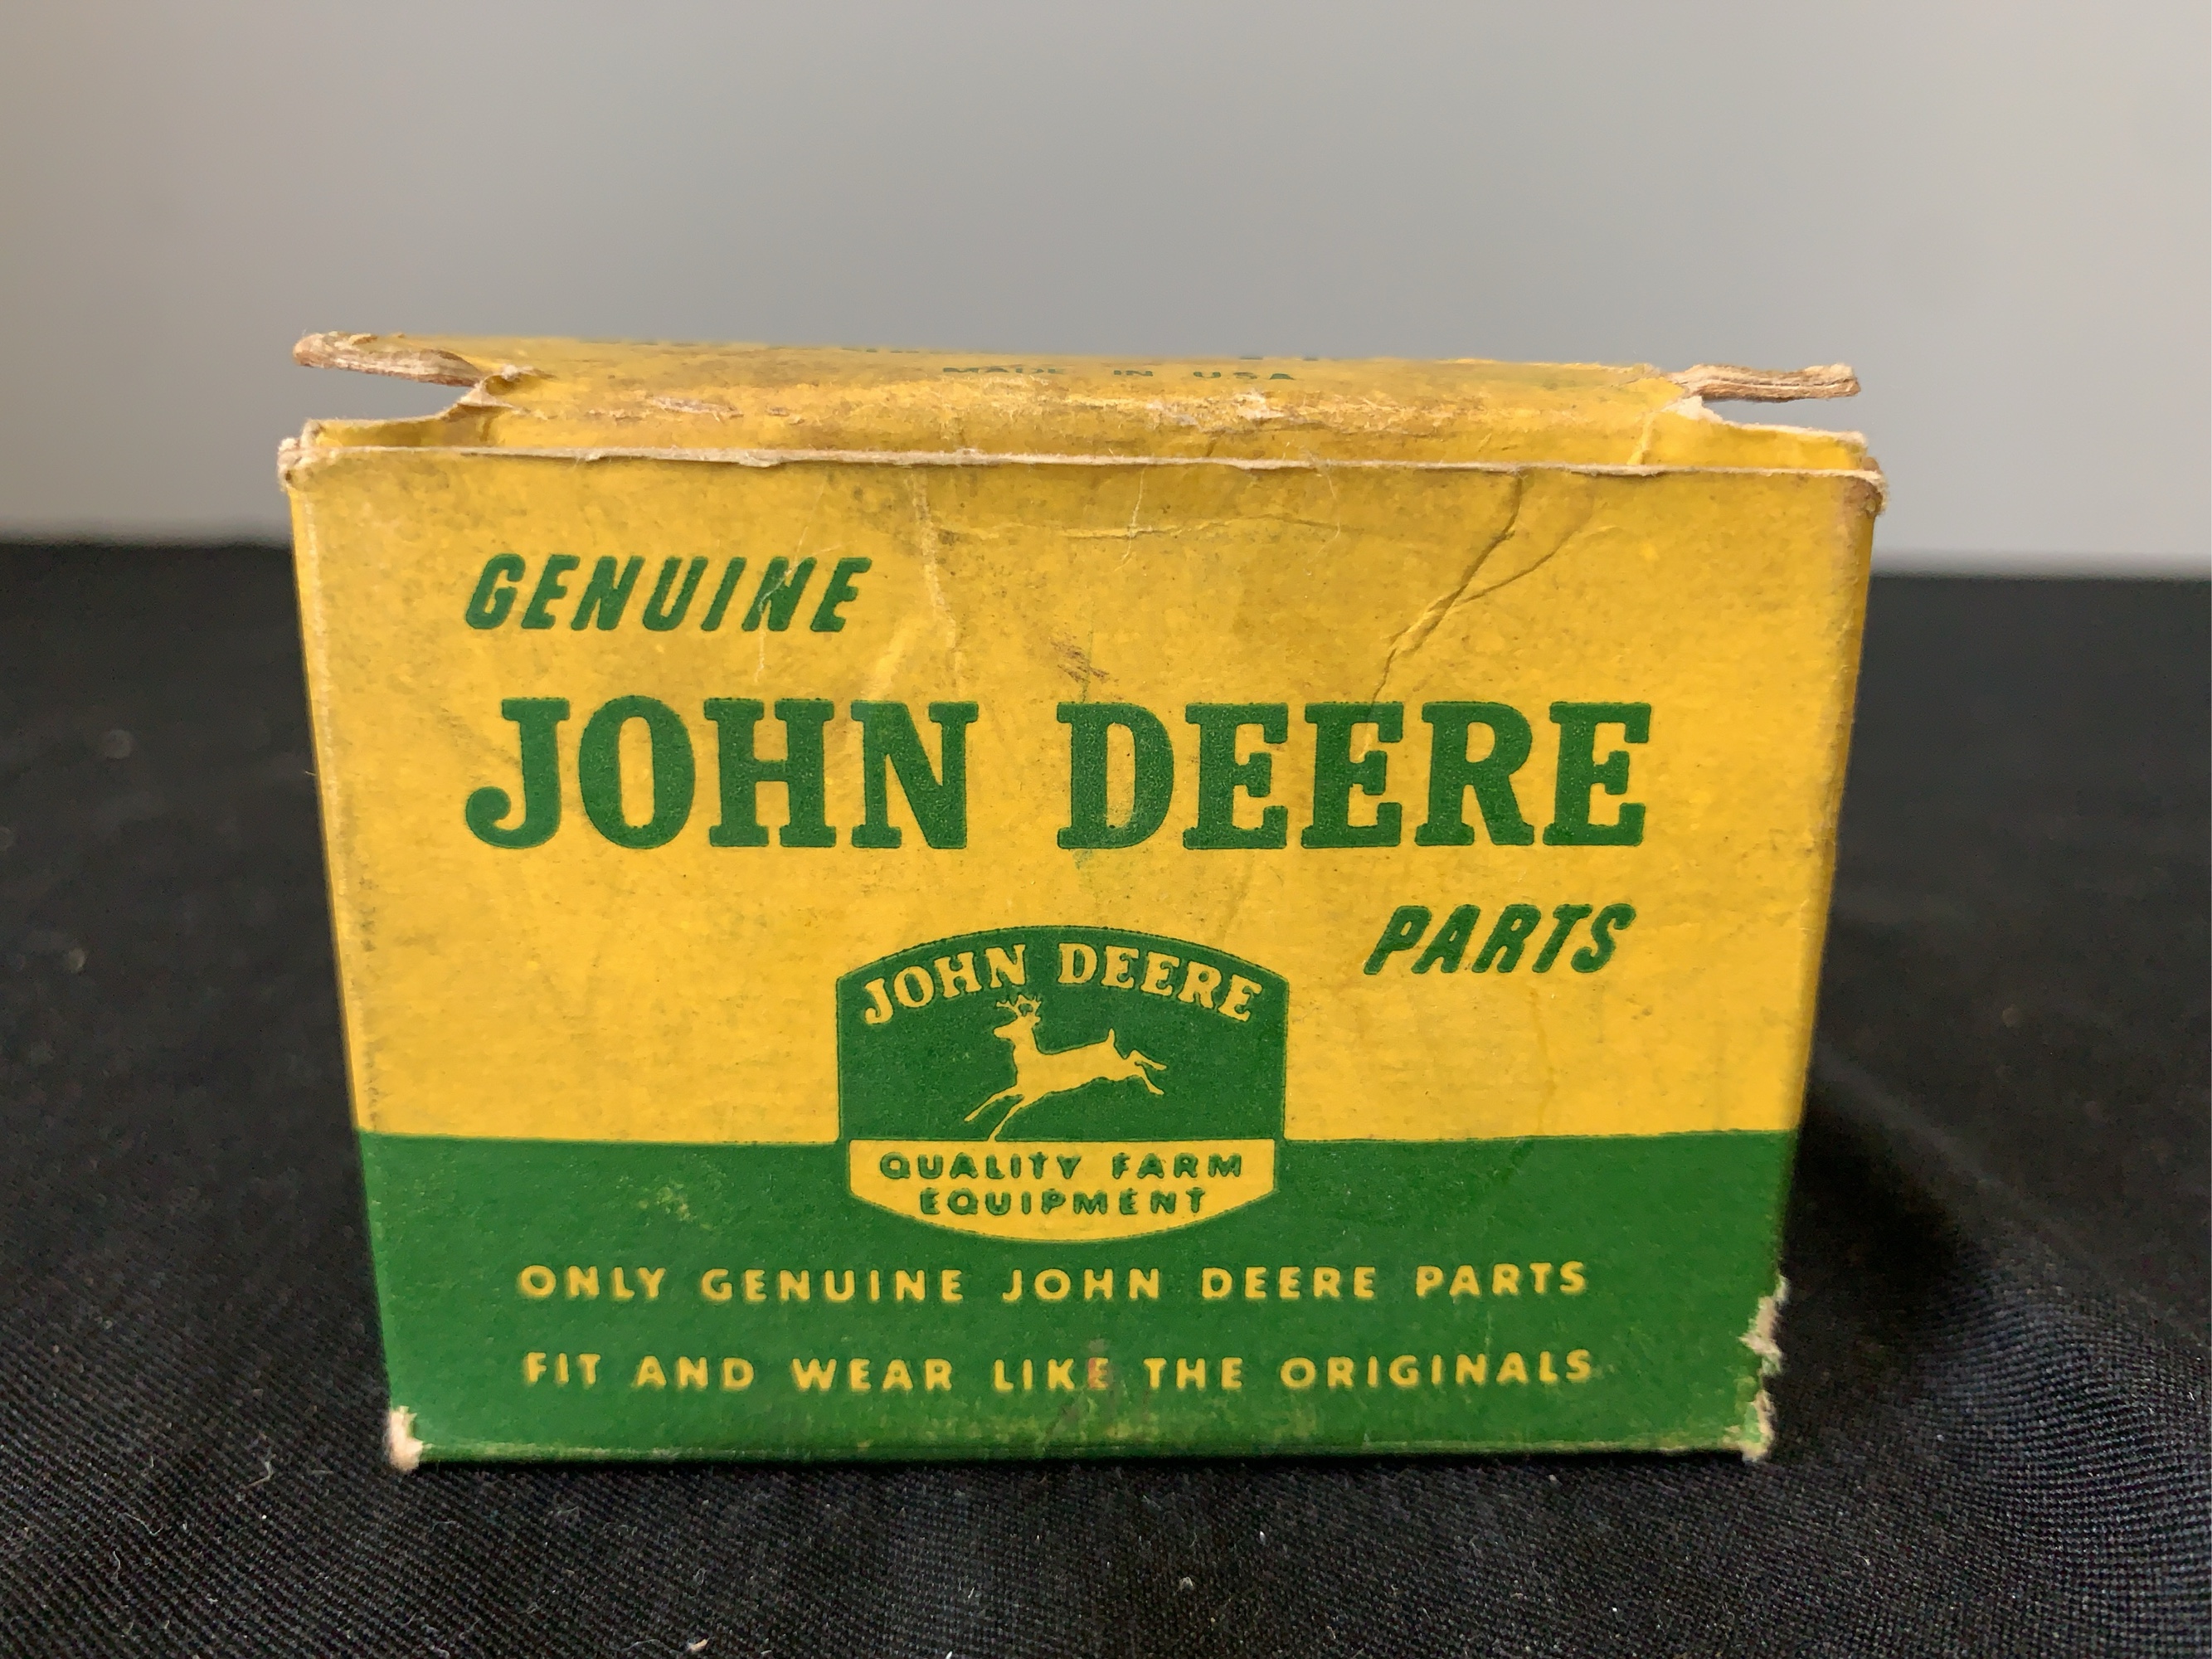 MADE IN USA
GENUINE
JOHN DEERE
PARTS
JOHN DEERE
QUALITY FARM
EQUIPMENT
ONLY GENUINE JOHN DEERE PARTS
FIT AND WEAR LIKE THE ORIGINALS